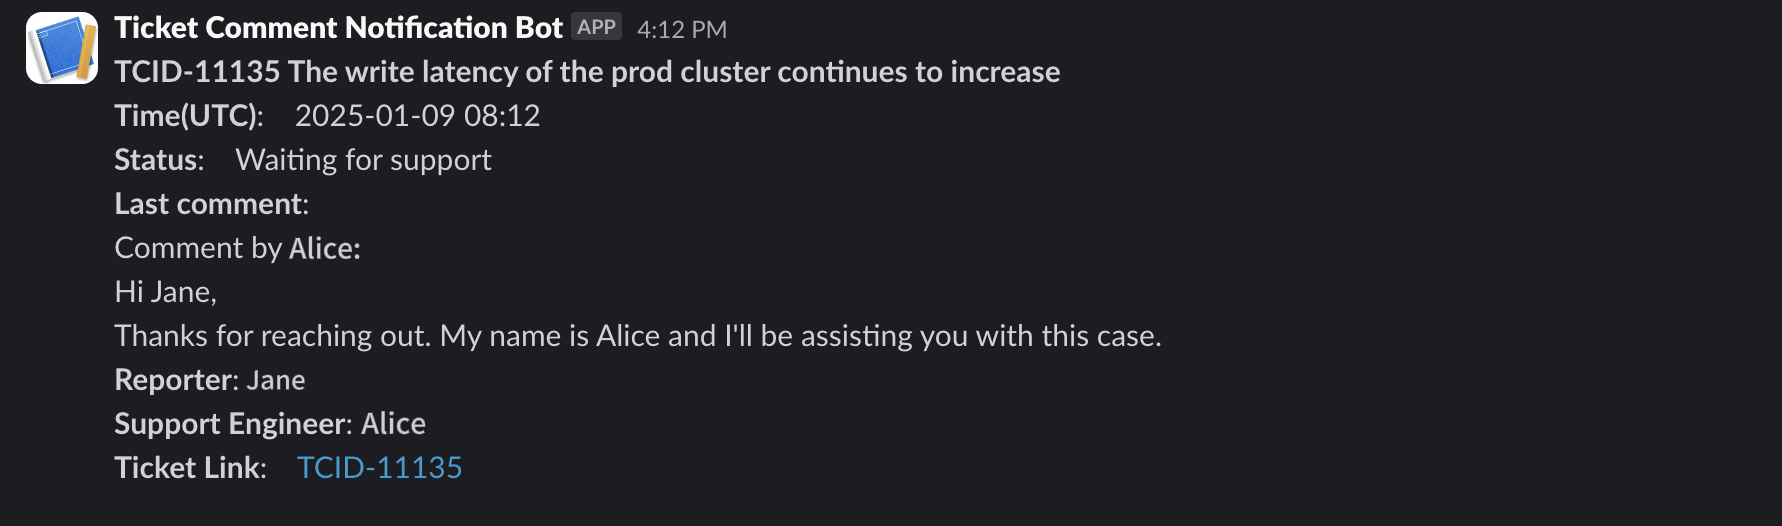 Ticket Comment Notification Bot APP 4:12 PM
TCID-11135 The write latency of the prod cluster continues to increase
Time(UTC): 2025-01-09 08:12
Status: Waiting for support
Last comment:
Comment by Alice:
Hi Jane,
Thanks for reaching out. My name is Alice and I'll be assisting you with this case.
Reporter: Jane
Support Engineer: Alice
Ticket Link: TCID-11135